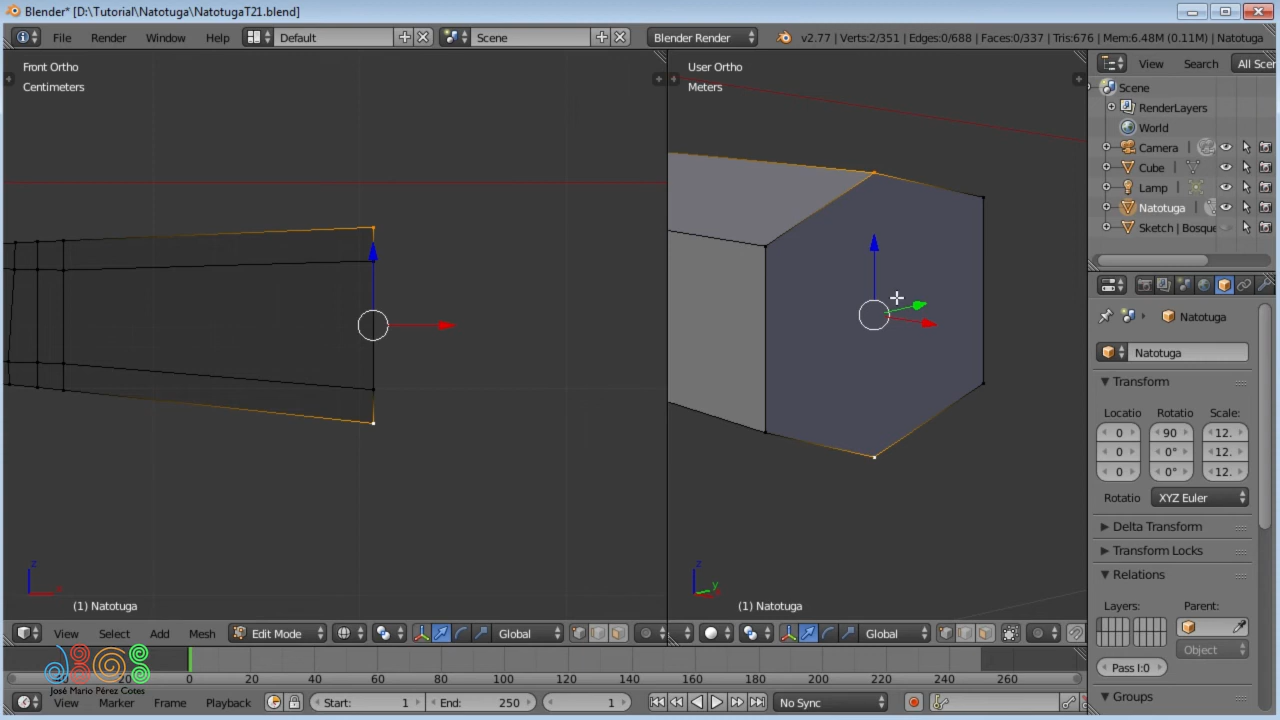 Blender* [D:\Tutorial\Natotuga\NatotugaT21.blend]
File Render Window Help Default Scene Blender Render v2.77 | Verts:2/351 | Edges:0/688 | Faces:0/337 | Tris:676 | Mem:6.48M (0.11M) | Natotuga
Front Ortho
Centimeters
User Ortho
Meters
View Search All Scen
Scene
RenderLayers
World
Camera
Cube
Lamp
Natotuga
Sketch | Bosque
Natotuga
Natotuga
Transform
Locatio Rotatio Scale:
0 90 12.
0 0° 12.
0 0° 12.
Rotatio XYZ Euler
Delta Transform
Transform Locks
Relations
Layers: Parent:
Object
Pass I:0
Groups
z
x
(1) Natotuga
z
y
(1) Natotuga
View Select Add Mesh Edit Mode Global
Global
0 20 40 60 80 100 120 140 160 180 200 220 240 260
José Mario Pérez Cotes
View Marker Frame Playback Start: 1 End: 250 1 No Sync